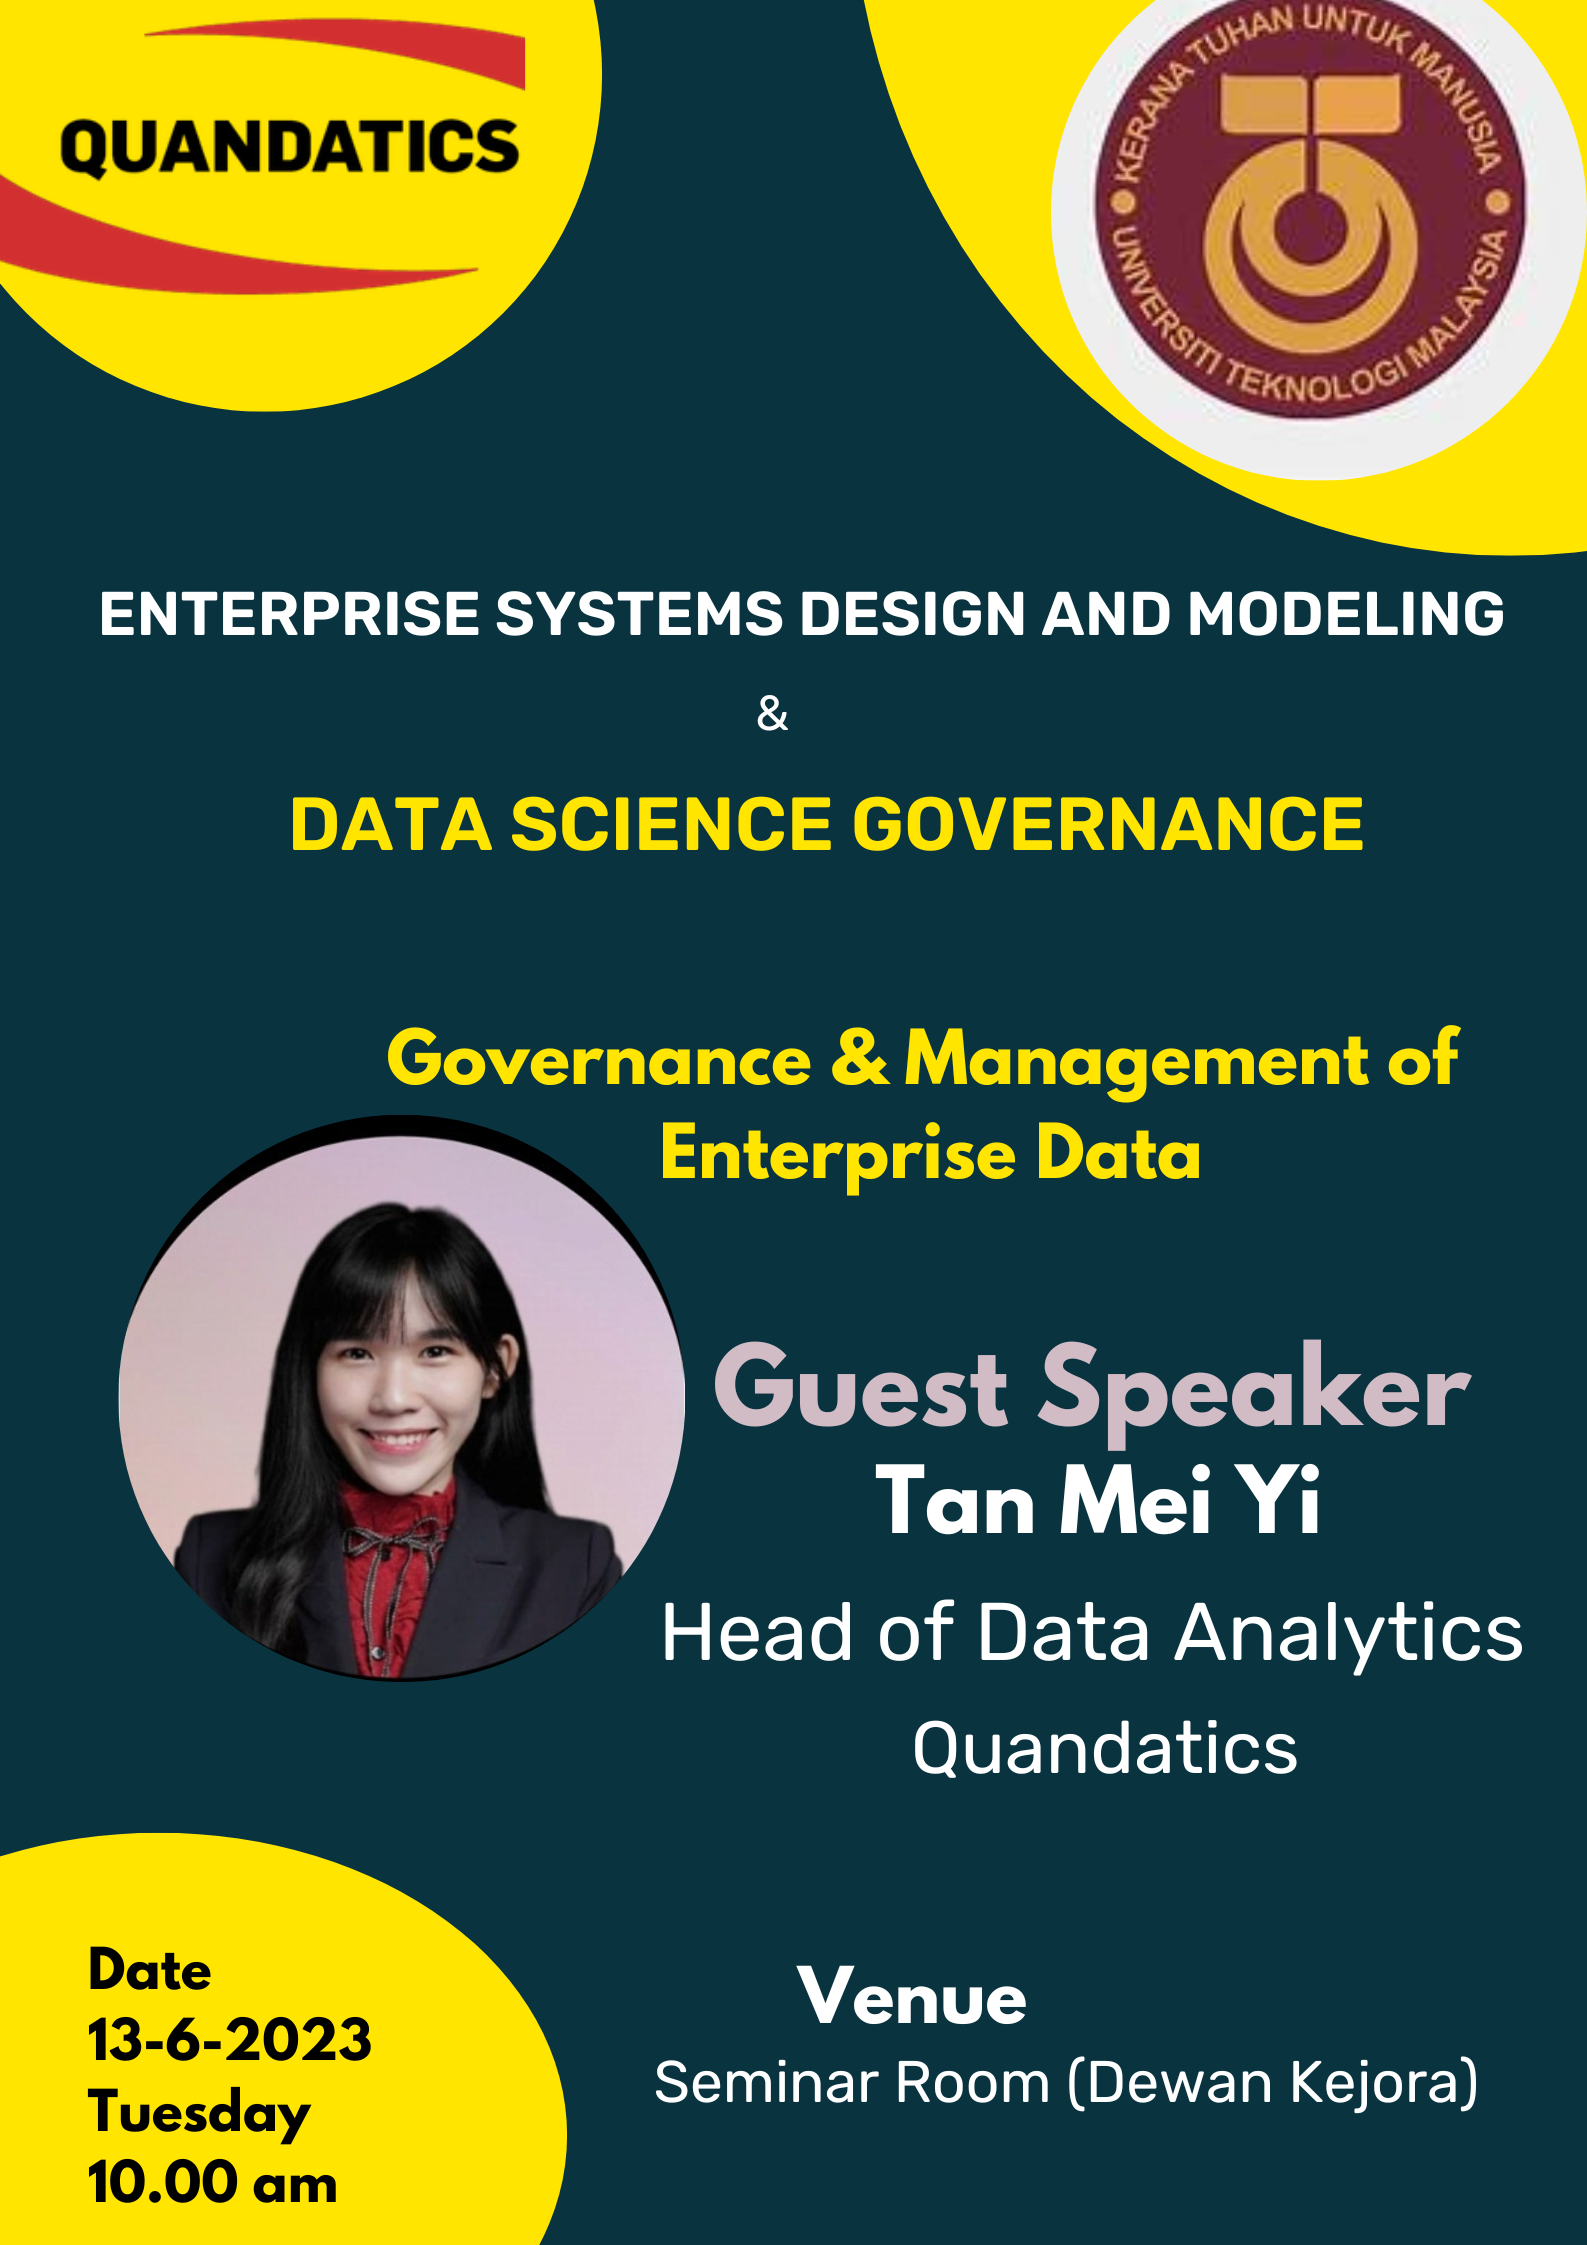 QUANDATICS
KERANA TUHAN UNTUK MANUSIA
UNIVERSITI TEKNOLOGI MALAYSIA
ENTERPRISE SYSTEMS DESIGN AND MODELING
&
DATA SCIENCE GOVERNANCE
Governance & Management of
Enterprise Data
Guest Speaker
Tan Mei Yi
Head of Data Analytics
Quandatics
Date
13-6-2023
Tuesday
10.00 am
Venue
Seminar Room (Dewan Kejora)